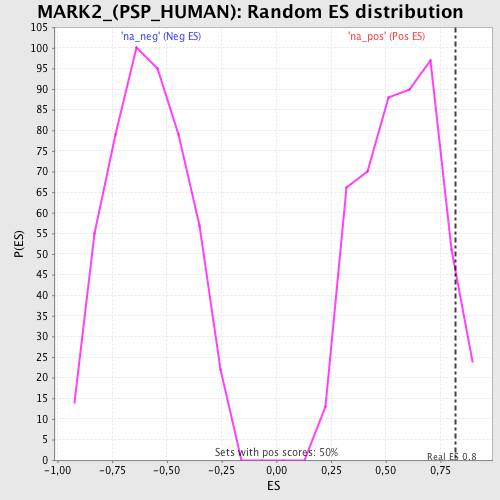 MARK2_(PSP_HUMAN): Random ES distribution
'na_neg' (Neg ES)
'na_pos' (Pos ES)
P(ES)
105
100
95
90
85
80
75
70
65
60
55
50
45
40
35
30
25
20
15
10
5
0
Sets with pos scores: 50%
Real ES 0.8
-1,00 -0,75 -0,50 -0,25 0,00 0,25 0,50 0,75
ES